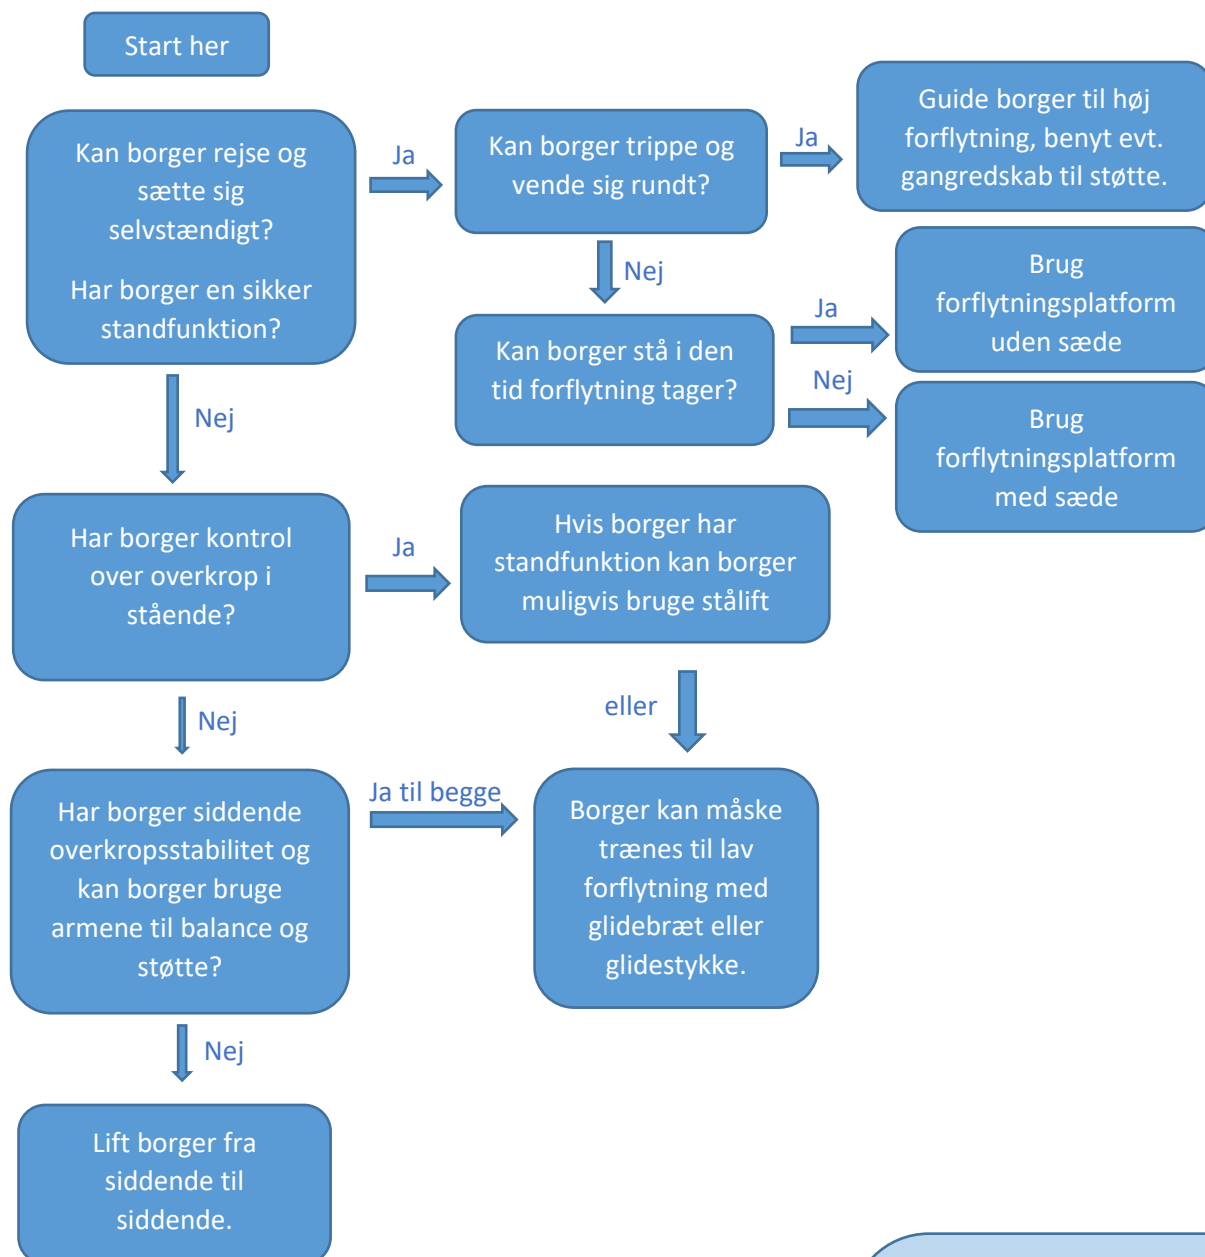 Start her
Kan borger rejse og
sætte sig
selvstændigt?
Har borger en sikker
standfunktion?
Ja
Kan borger trippe og
vende sig rundt?
Ja
Guide borger til høj
forflytning, benyt evt.
gangredskab til støtte.
Nej
Kan borger stå i den
tid forflytning tager?
Ja
Brug
forflytningsplatform
uden sæde
Nej
Brug
forflytningsplatform
med sæde
Nej
Har borger kontrol
over overkrop i
stående?
Ja
Hvis borger har
standfunktion kan borger
muligvis bruge stålift
eller
Nej
Har borger siddende
overkropsstabilitet og
kan borger bruge
armene til balance og
støtte?
Ja til begge
Borger kan måske
trænes til lav
forflytning med
glidebræt eller
glidestykke.
Nej
Lift borger fra
siddende til
siddende.